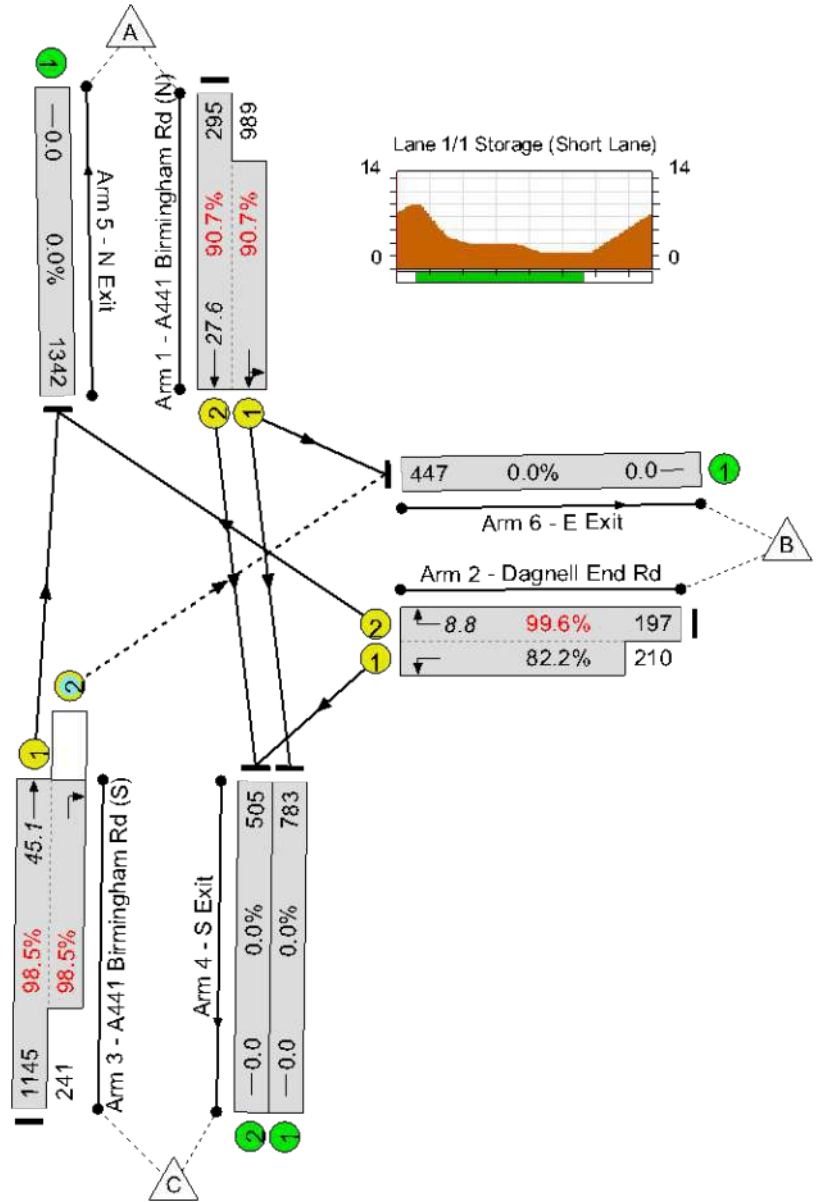 A
1
0.0
0.0%
1342
Arm 5 - N Exit
Arm 1 - A441 Birmingham Rd (N)
295
989
90.7%
90.7%
27.6
2
1
Lane 1/1 Storage (Short Lane)
14
14
0
0
447 0.0% 0.0
1
Arm 6 - E Exit
B
Arm 2 - Dagnell End Rd
2
8.8 99.6% 197
1
82.2% 210
2
1
45.1
98.5%
98.5%
1145
241
Arm 3 - A441 Birmingham Rd (S)
Arm 4 - S Exit
505
783
0.0%
0.0%
0.0
0.0
2
1
C